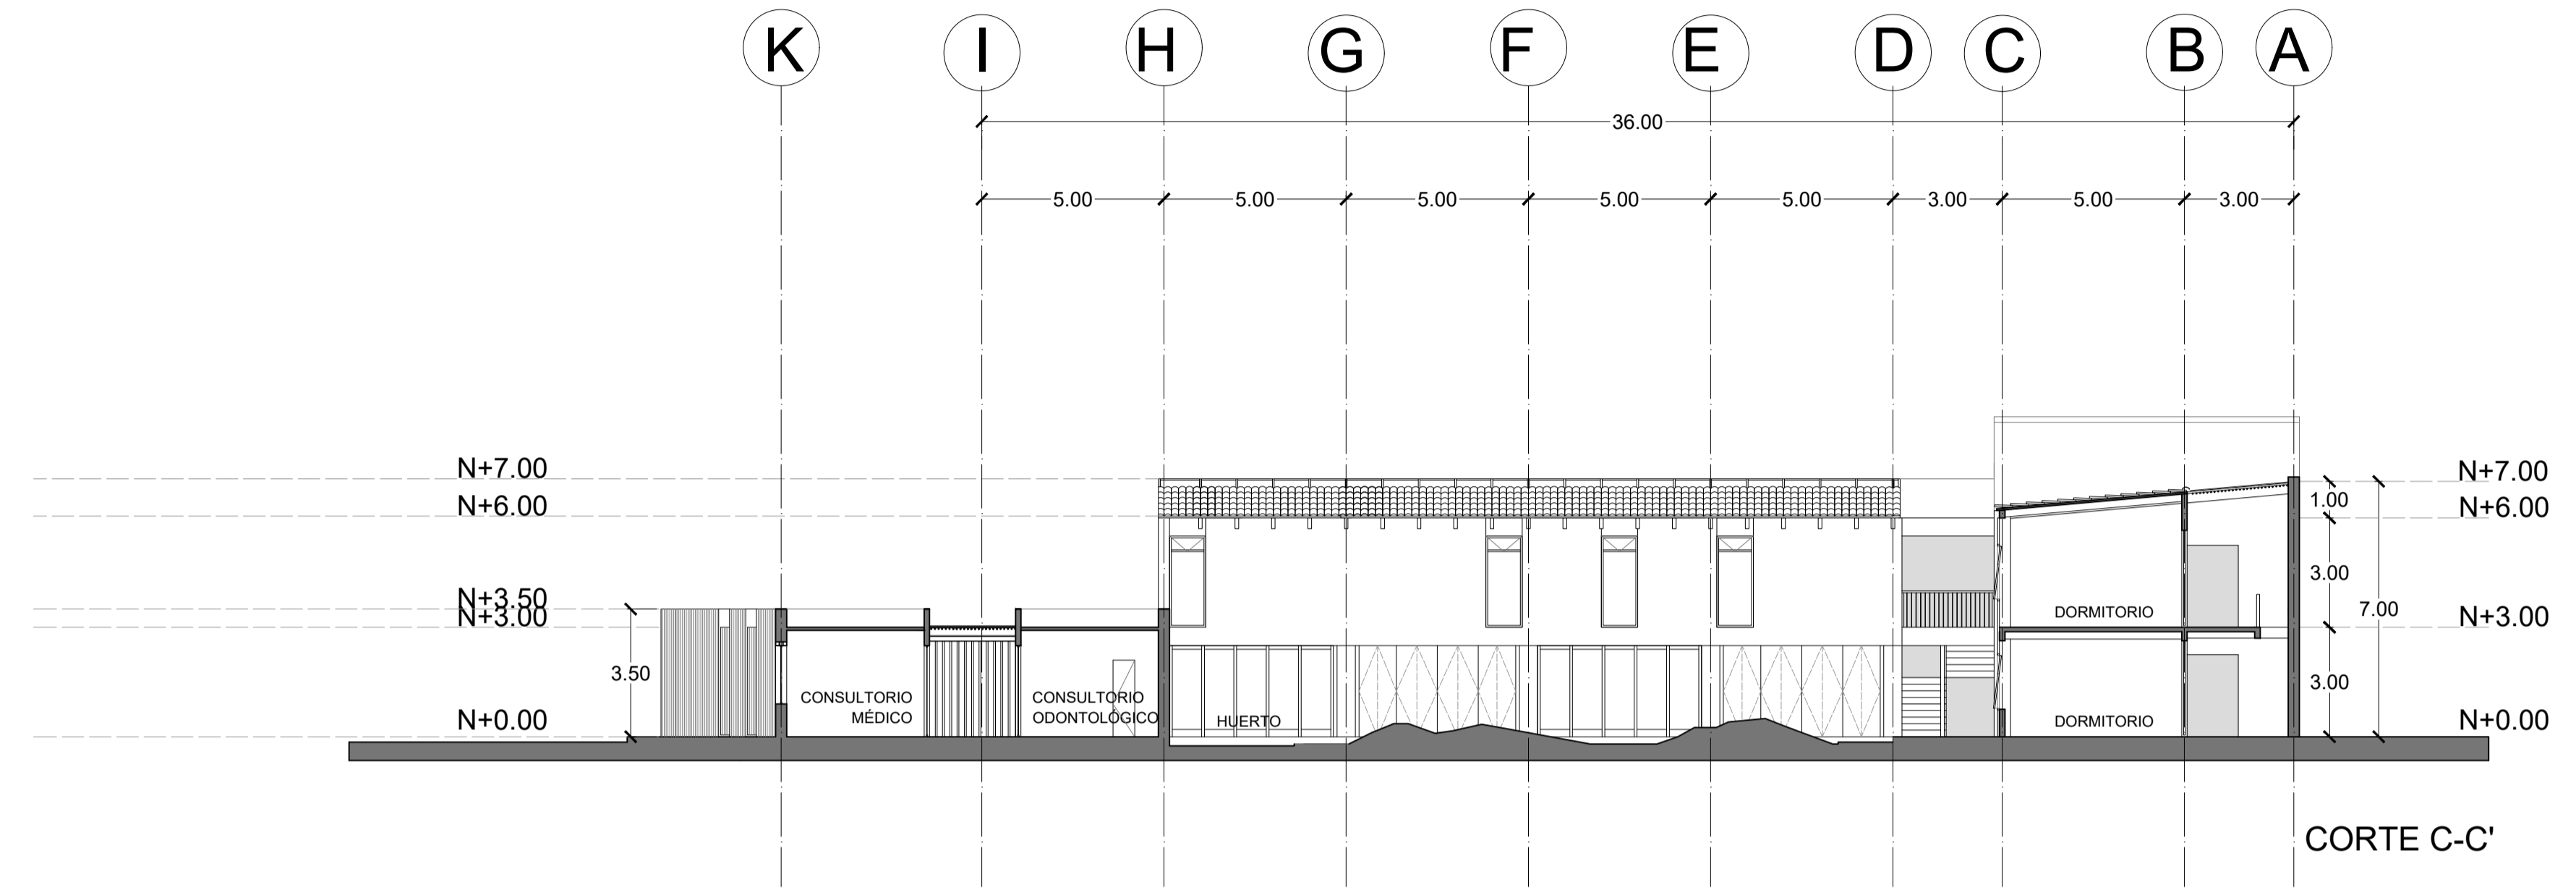 K I H G F E D C B A
36.00
5.00 5.00 5.00 5.00 5.00 3.00 5.00 3.00
N+7.00 N+7.00
1.00
N+6.00 N+6.00
3.00
N+3.50
7.00
N+3.00 DORMITORIO N+3.00
3.50
3.00
CONSULTORIO
MÉDICO
CONSULTORIO
ODONTOLÓGICO
HUERTO
DORMITORIO
N+0.00 N+0.00
CORTE C-C'